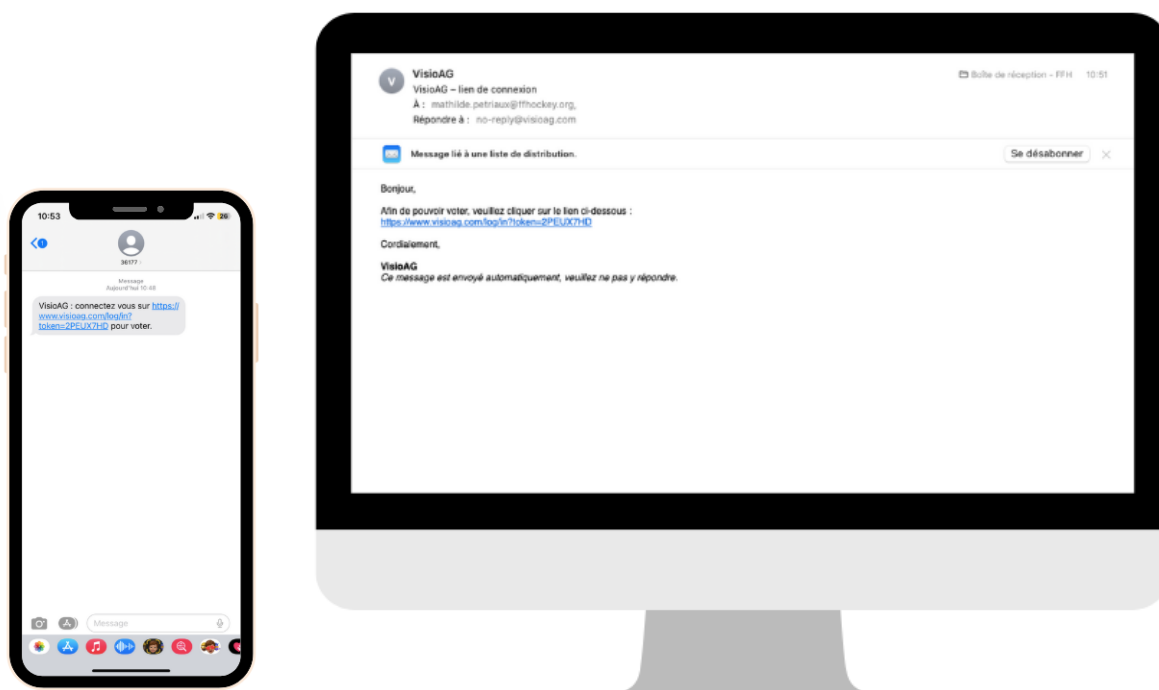 10:53
26
1
36177
Message
Aujourd'hui 10:48
VisioAG : connectez vous sur https://
www.visioag.com/log/in?
token=2PEUX7HD pour voter.
Message
V
VisioAG
Boîte de réception – FFH 10:51
VisioAG – lien de connexion
À : mathilde.petriaux@ffhockey.org,
Répondre à : no-reply@visioag.com
Message lié à une liste de distribution.
Se désabonner
Bonjour,
Afin de pouvoir voter, veuillez cliquer sur le lien ci-dessous :
https://www.visioag.com/log/in?token=2PEUX7HD
Cordialement,
VisioAG
Ce message est envoyé automatiquement, veuillez ne pas y répondre.